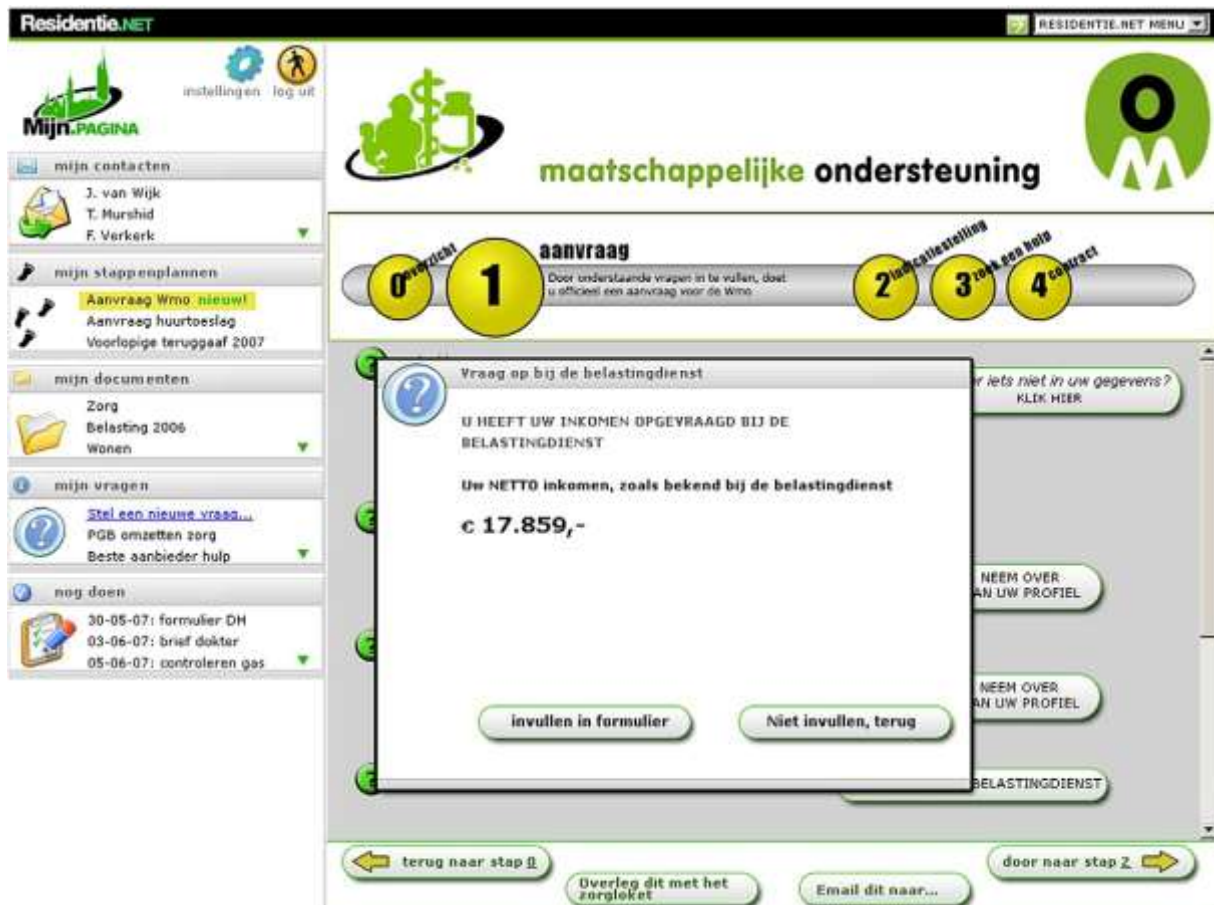 Residentie.NET
RESIDENTIE.NET MENU
instellingen
log uit
Mijn.PAGINA
mijn contacten
J. van Wijk
T. Murshid
F. Verkerk
mijn stappenplannen
Aanvraag Wmo nieuw!
Aanvraag huurtoeslag
Voorlopige teruggaaf 2007
mijn documenten
Zorg
Belasting 2006
Wonen
mijn vragen
Stel een nieuwe vraag...
PGB omzetten zorg
Beste aanbieder hulp
nog doen
30-05-07: formulier DH
03-06-07: brief dokter
05-06-07: controleren gas
maatschappelijke ondersteuning
OM
0 overzicht
1
aanvraag
Door onderstaande vragen in te vullen, doet
u officieel een aanvraag voor de Wmo
2 indicatiestelling
3 zoek een hulp
4 contract
iets niet in uw gegevens?
KLIK HIER
Vraag op bij de belastingdienst
U HEEFT UW INKOMEN OPGEVRAAGD BIJ DE
BELASTINGDIENST
Uw NETTO inkomen, zoals bekend bij de belastingdienst
€ 17.859,-
invullen in formulier
Niet invullen, terug
NEEM OVER
UW PROFIEL
NEEM OVER
UW PROFIEL
BELASTINGDIENST
terug naar stap 0
door naar stap 2
Overleg dit met het
zorgloket
Email dit naar...